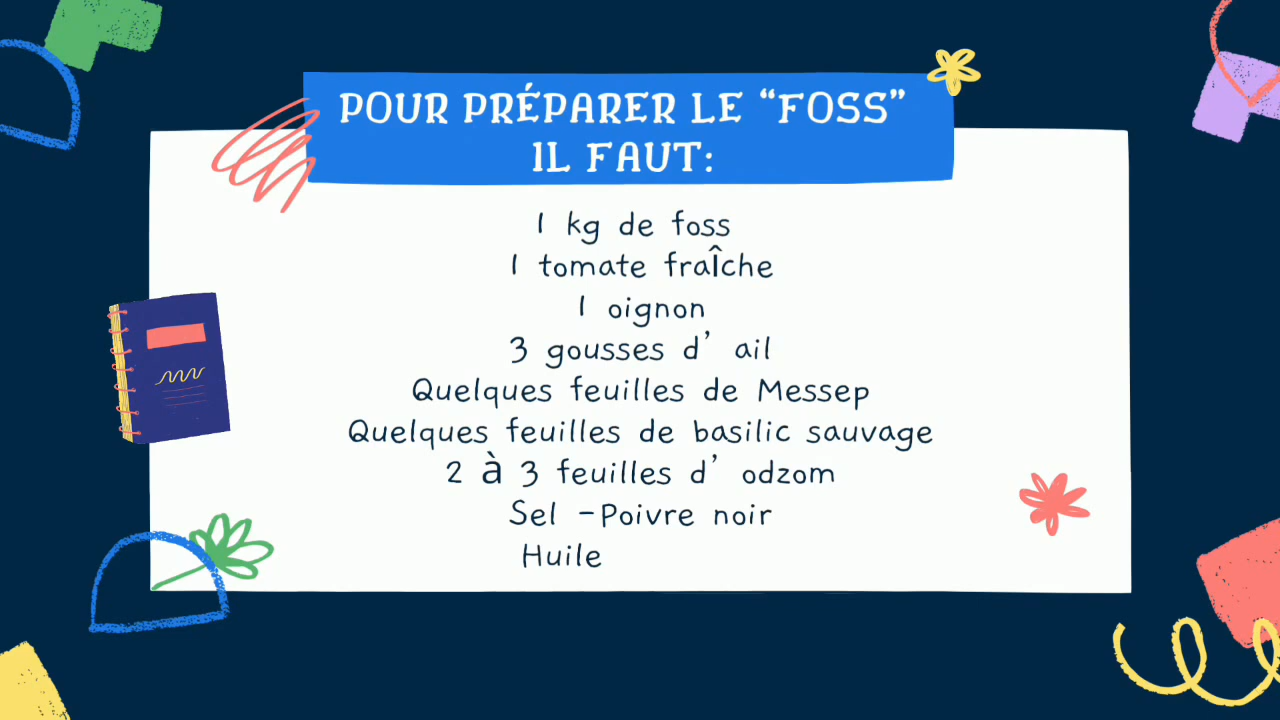 POUR PRÉPARER LE “FOSS”
IL FAUT:
1 kg de foss
1 tomate fraÎche
1 oignon
3 gousses d’ ail
Quelques feuilles de Messep
Quelques feuilles de basilic sauvage
2 à 3 feuilles d’ odzom
Sel -Poivre noir
Huile